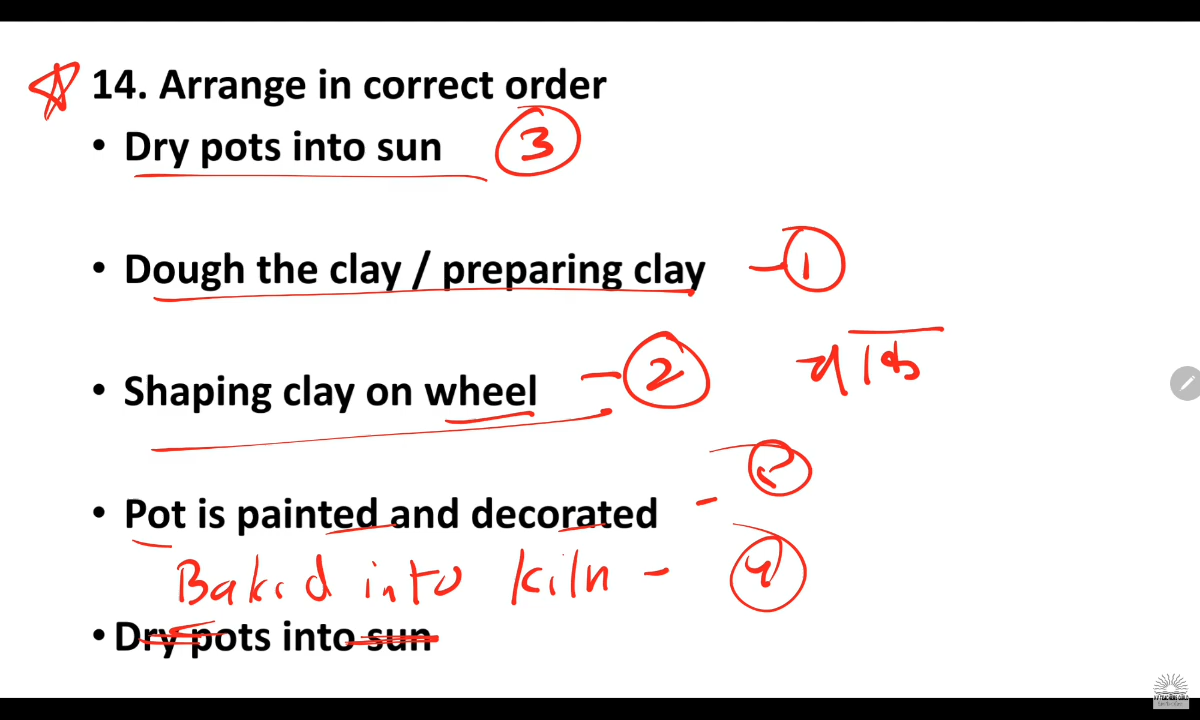 14. Arrange in correct order
• Dry pots into sun 3
• Dough the clay / preparing clay - 1
• Shaping clay on wheel - 2
• Pot is painted and decorated -
Baked into kiln - 4
• Dry pots into sun